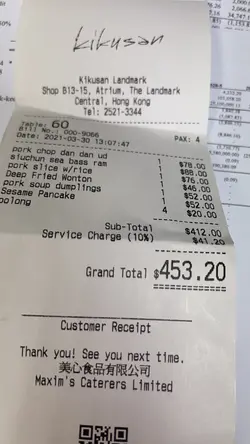 kikusan
Kikusan Landmark
Shop B13-15, Atrium, The Landmark
Central, Hong Kong
Tel: 2521-3344
Table: 60
Bill No.: 000-9066
PAX: 4
Date: 2021-03-30 13:07:47
pork chop dan dan ud 1 $78.00
siuchun sea bass ram 1 $88.00
pork slice w/rice 1 $76.00
Deep Fried Wonton 1 $46.00
pork soup dumplings 1 $52.00
Sesame Pancake 1 $52.00
oolong 4 $20.00
Sub-Total $412.00
Service Charge (10%) $41.20
Grand Total $453.20
Customer Receipt
Thank you! See you next time.
美心食品有限公司
Maxim's Caterers Limited